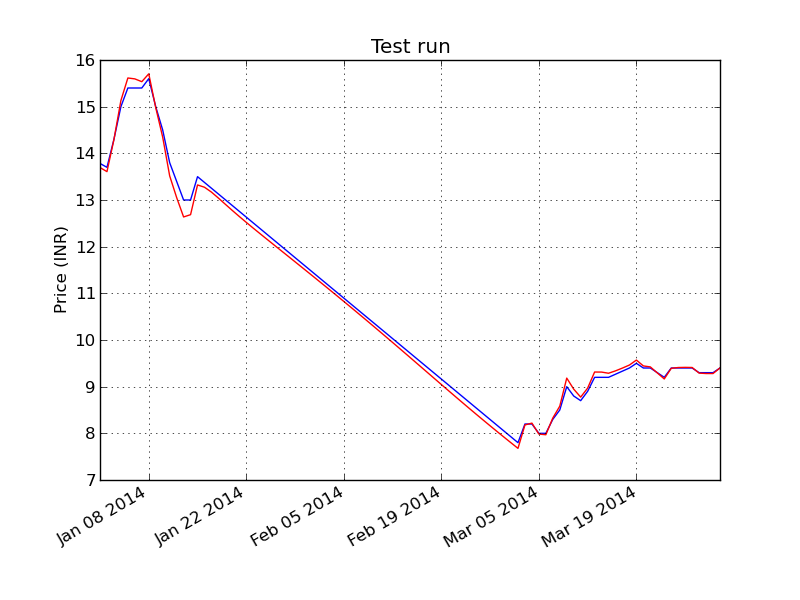 Test run
16
15
14
13
12
11
10
9
8
7
Price (INR)
Jan 08 2014
Jan 22 2014
Feb 05 2014
Feb 19 2014
Mar 05 2014
Mar 19 2014